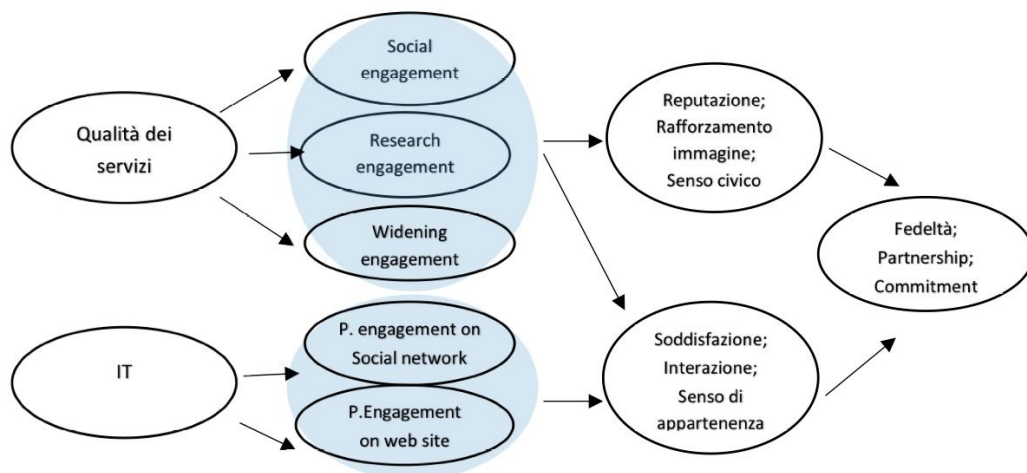 Qualità dei
servizi
Social
engagement
Research
engagement
Widening
engagement
Reputazione;
Rafforzamento
immagine;
Senso civico
Fedeltà;
Partnership;
Commitment
IT
P. engagement on
Social network
P.Engagement
on web site
Soddisfazione;
Interazione;
Senso di
appartenenza